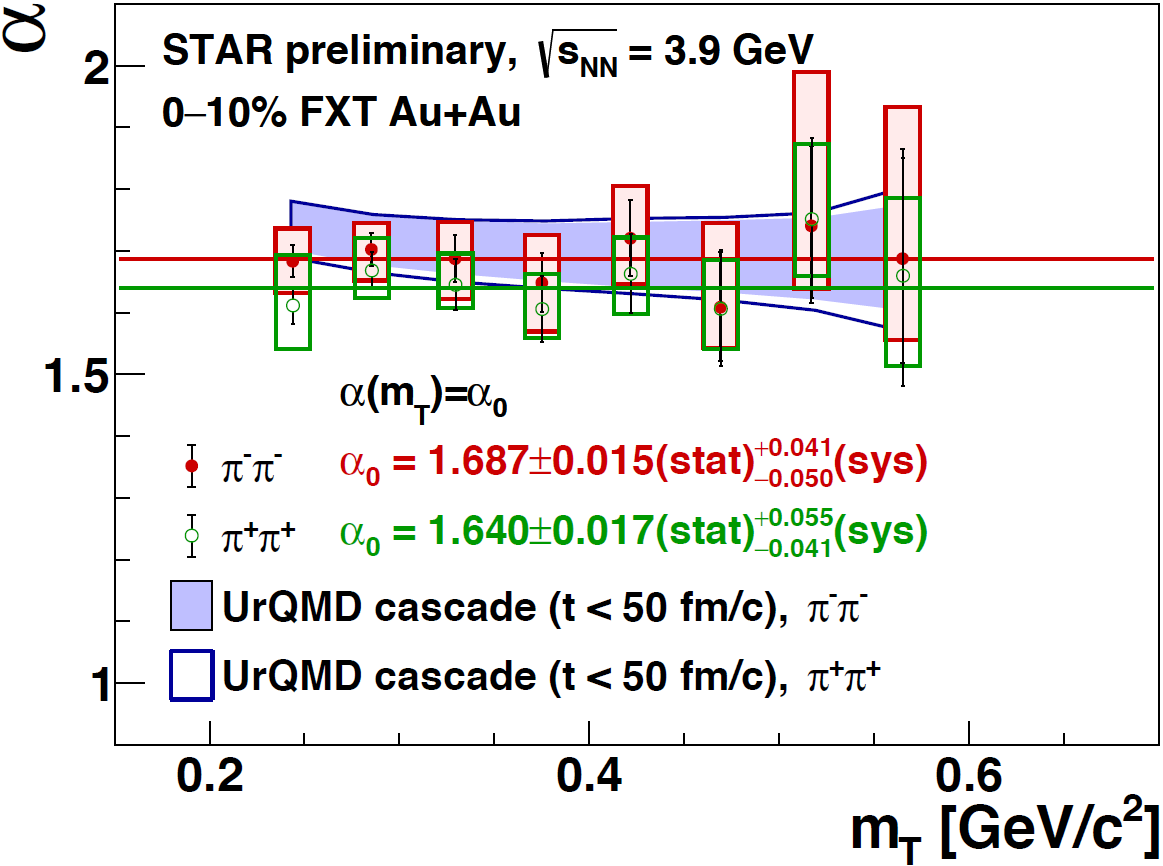 α
STAR preliminary, √sNN = 3.9 GeV
0–10% FXT Au+Au
2
1.5
1
α(mT)=α0
π-π- α0 = 1.687±0.015(stat)+0.041−0.050(sys)
π+π+ α0 = 1.640±0.017(stat)+0.055−0.041(sys)
UrQMD cascade (t < 50 fm/c), π-π-
UrQMD cascade (t < 50 fm/c), π+π+
0.2 0.4 0.6
mT [GeV/c2]